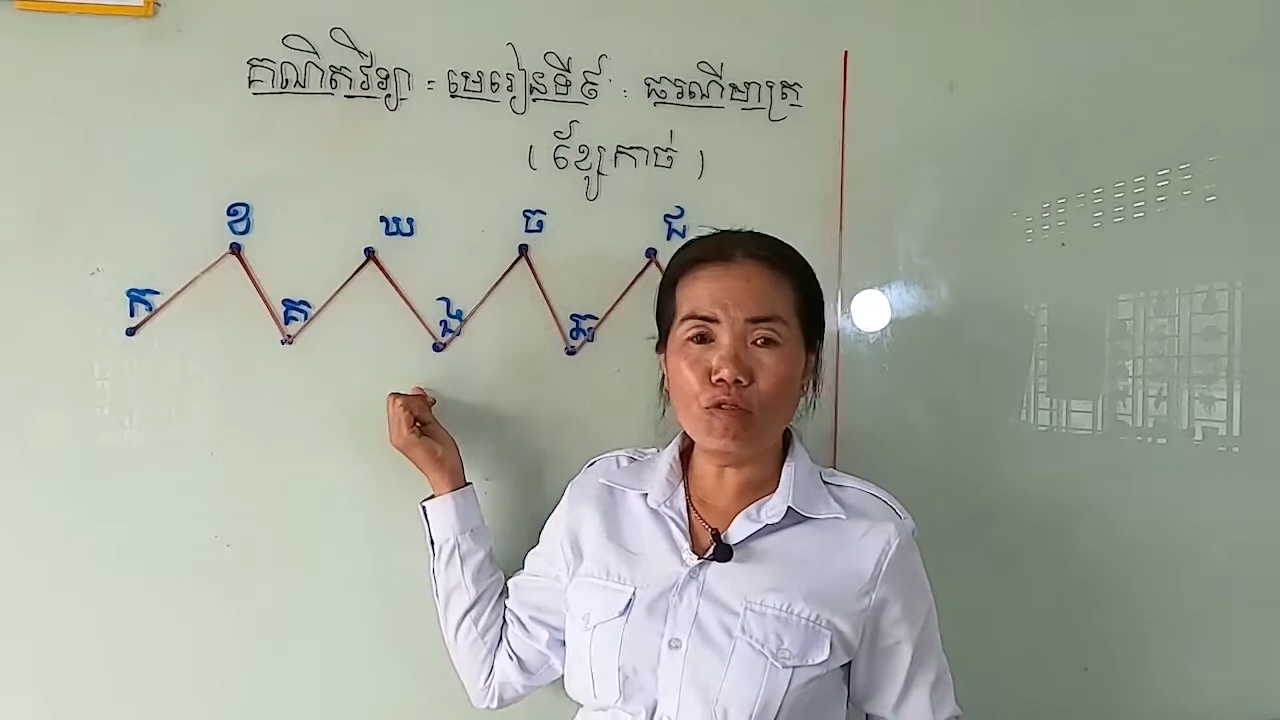 គណិតវិទ្យា : មេរៀនទី៩ : ធរណីមាត្រ
( ខ្សែកាច់ )
ខ ឃ ច ជ
ក គ ង ឆ